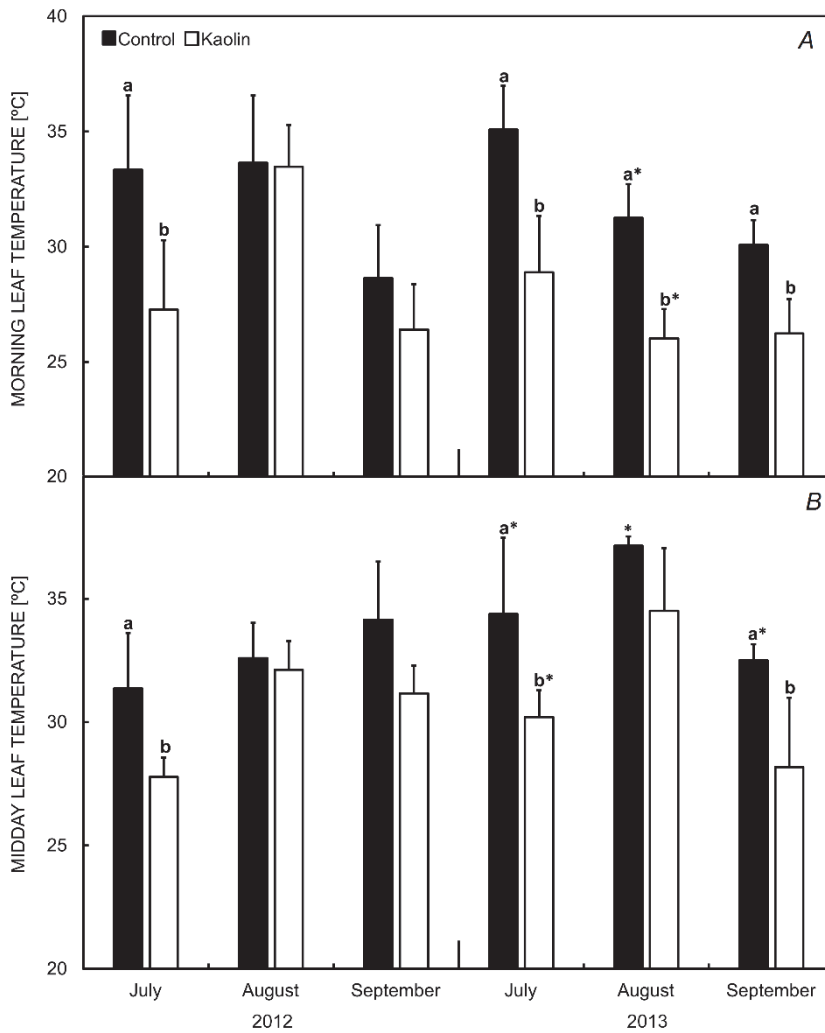 40
Control Kaolin
A
a
a
35
a*
b
b
a
30
b*
b
25
20
MORNING LEAF TEMPERATURE [ºC]
B
a*
*
35
a
a*
b*
b
b
30
25
20
MIDDAY LEAF TEMPERATURE [ºC]
July August September July August September
2012 2013